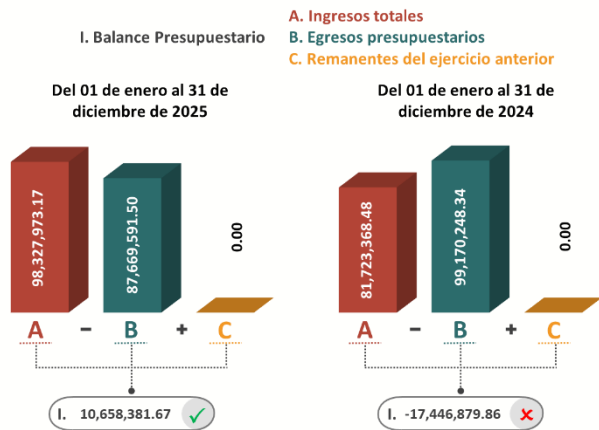 A. Ingresos totales
I. Balance Presupuestario
B. Egresos presupuestarios
C. Remanentes del ejercicio anterior
Del 01 de enero al 31 de
diciembre de 2025
98,327,973.17
87,669,591.50
0.00
A – B + C
I. 10,658,381.67
Del 01 de enero al 31 de
diciembre de 2024
81,723,368.48
99,170,248.34
0.00
A – B + C
I. -17,446,879.86